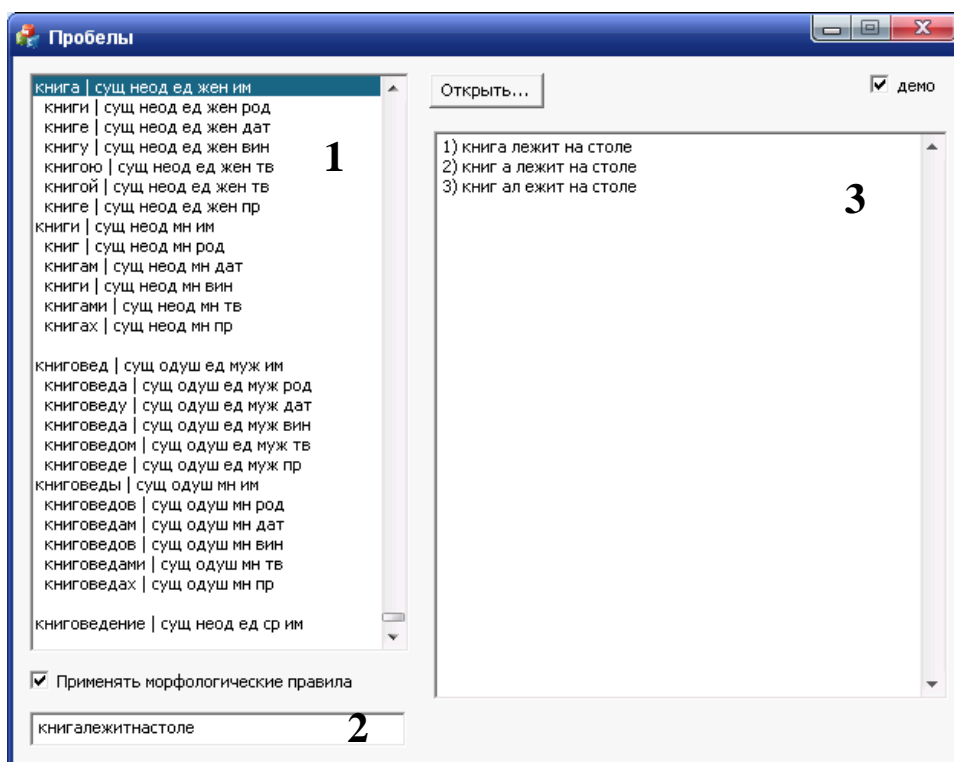 Пробелы
книга | сущ неод ед жен им
книги | сущ неод ед жен род
книге | сущ неод ед жен дат
книгу | сущ неод ед жен вин
книгою | сущ неод ед жен тв
книгой | сущ неод ед жен тв
книге | сущ неод ед жен пр
книги | сущ неод мн им
книг | сущ неод мн род
книгам | сущ неод мн дат
книги | сущ неод мн вин
книгами | сущ неод мн тв
книгах | сущ неод мн пр
книговед | сущ одуш ед муж им
книговеда | сущ одуш ед муж род
книговеду | сущ одуш ед муж дат
книговеда | сущ одуш ед муж вин
книговедом | сущ одуш ед муж тв
книговеде | сущ одуш ед муж пр
книговеды | сущ одуш мн им
книговедов | сущ одуш мн род
книговедам | сущ одуш мн дат
книговедов | сущ одуш мн вин
книговедами | сущ одуш мн тв
книговедах | сущ одуш мн пр
книговедение | сущ неод ед ср им
1
Применять морфологические правила
книгалежитнастоле
2
Открыть...
демо
1) книга лежит на столе
2) книг а лежит на столе
3) книг ал ежит на столе
3